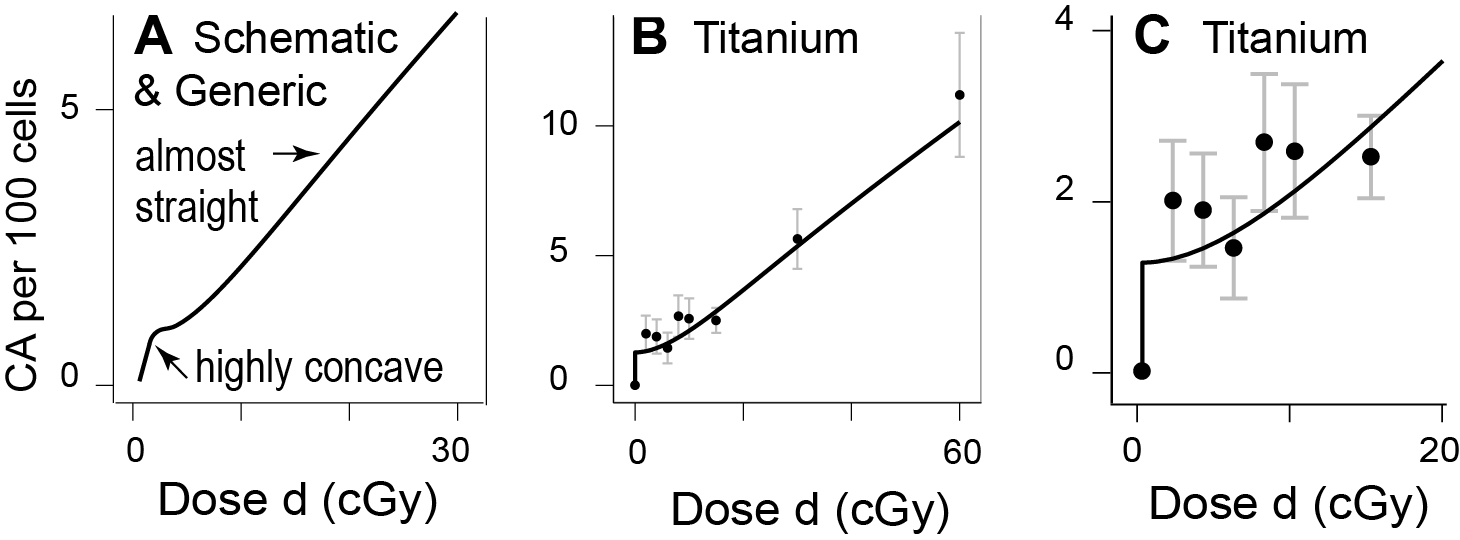 A Schematic
& Generic
almost
straight
highly concave
CA per 100 cells
5
0
0
30
Dose d (cGy)
B Titanium
10
5
0
0
60
Dose d (cGy)
C Titanium
4
2
0
0
20
Dose d (cGy)